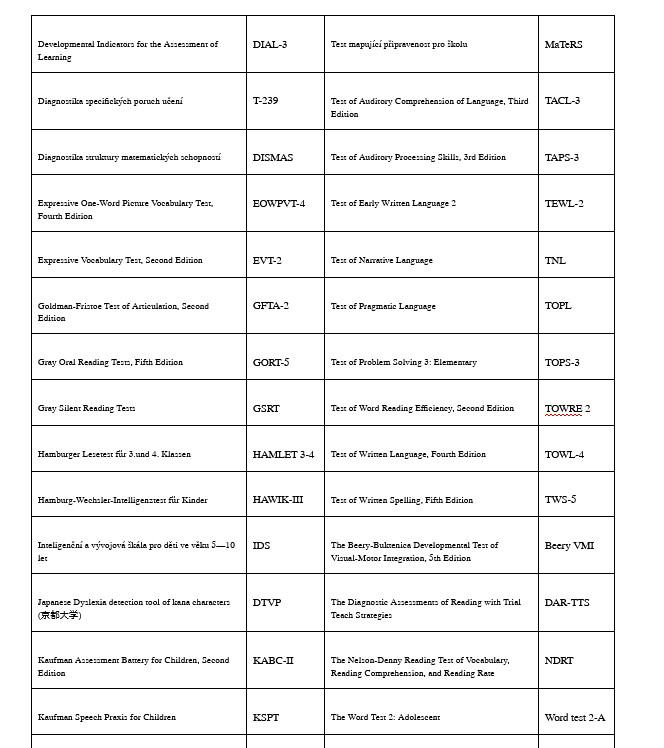 Developmental Indicators for the Assessment of
Learning
DIAL-3
Test mapující připravenost pro školu
MaTeRS
Diagnostika specifických poruch učení
T-239
Test of Auditory Comprehension of Language, Third
Edition
TACL-3
Diagnostika struktury matematických schopností
DISMAS
Test of Auditory Processing Skills, 3rd Edition
TAPS-3
Expressive One-Word Picture Vocabulary Test,
Fourth Edition
EOWPVT-4
Test of Early Written Language 2
TEWL-2
Expressive Vocabulary Test, Second Edition
EVT-2
Test of Narrative Language
TNL
Goldman-Fristoe Test of Articulation, Second
Edition
GFTA-2
Test of Pragmatic Language
TOPL
Gray Oral Reading Tests, Fifth Edition
GORT-5
Test of Problem Solving 3: Elementary
TOPS-3
Gray Silent Reading Tests
GSRT
Test of Word Reading Efficiency, Second Edition
TOWRE 2
Hamburger Lesetest für 3.und 4. Klassen
HAMLET 3-4
Test of Written Language, Fourth Edition
TOWL-4
Hamburg-Wechsler-Intelligenztest für Kinder
HAWIK-III
Test of Written Spelling, Fifth Edition
TWS-5
Inteligenční a vývojová škála pro děti ve věku 5—10
let
IDS
The Beery-Buktenica Developmental Test of
Visual-Motor Integration, 5th Edition
Beery VMI
Japanese Dyslexia detection tool of kana characters
(京都大学)
DTVP
The Diagnostic Assessments of Reading with Trial
Teach Strategies
DAR-TTS
Kaufman Assessment Battery for Children, Second
Edition
KABC-II
The Nelson-Denny Reading Test of Vocabulary,
Reading Comprehension, and Reading Rate
NDRT
Kaufman Speech Praxis for Children
KSPT
The Word Test 2: Adolescent
Word test 2-A